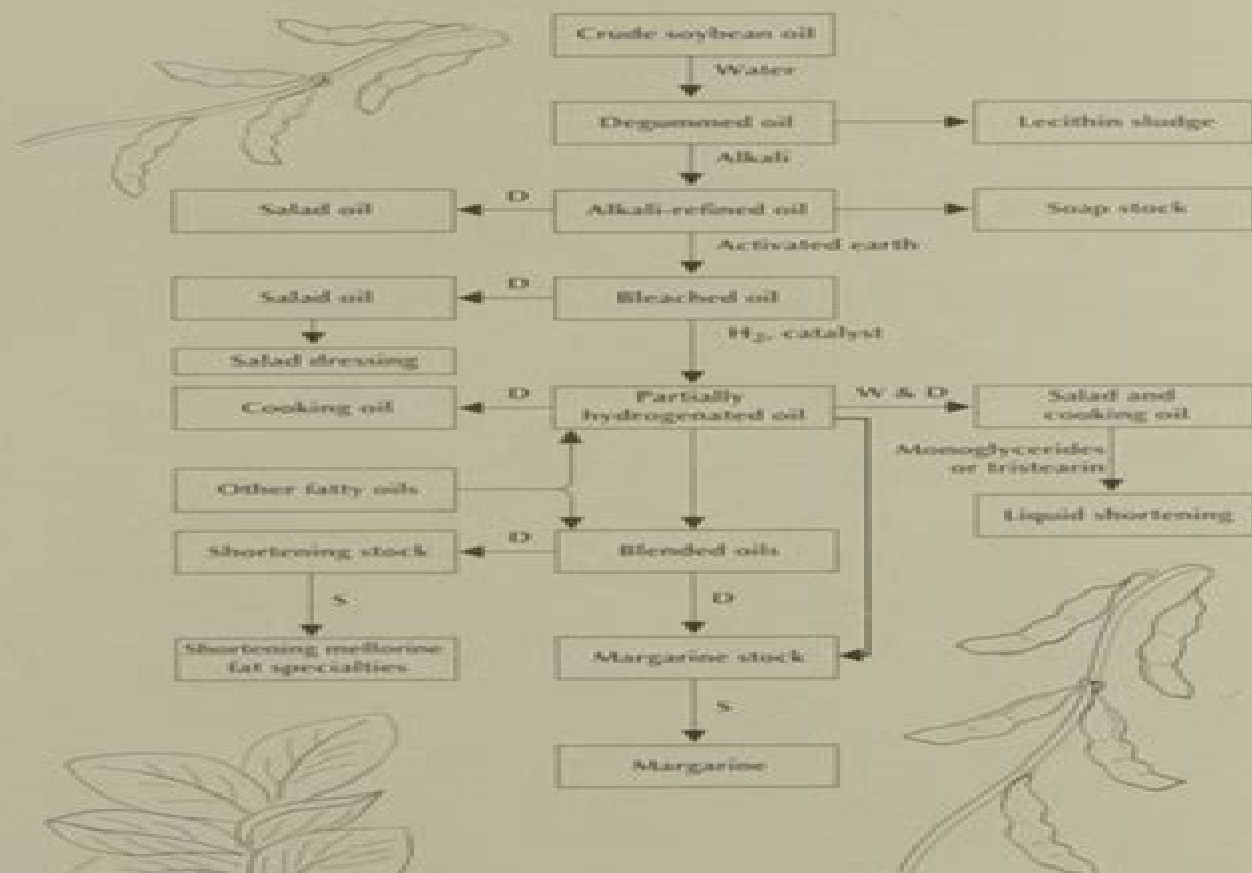 Crude soybean oil
Water
Degummed oil
Lecithin sludge
Alkali
Salad oil
D
Alkali-refined oil
Soap stock
Activated earth
Salad oil
D
Bleached oil
H₂, catalyst
Salad dressing
Cooking oil
D
Partially
hydrogenated oil
W & D
Salad and
cooking oil
Monoglycerides
or tristearin
Other fatty oils
Liquid shortening
Shortening stock
D
Blended oils
S
D
Shortening mellorine
fat specialties
Margarine stock
S
Margarine